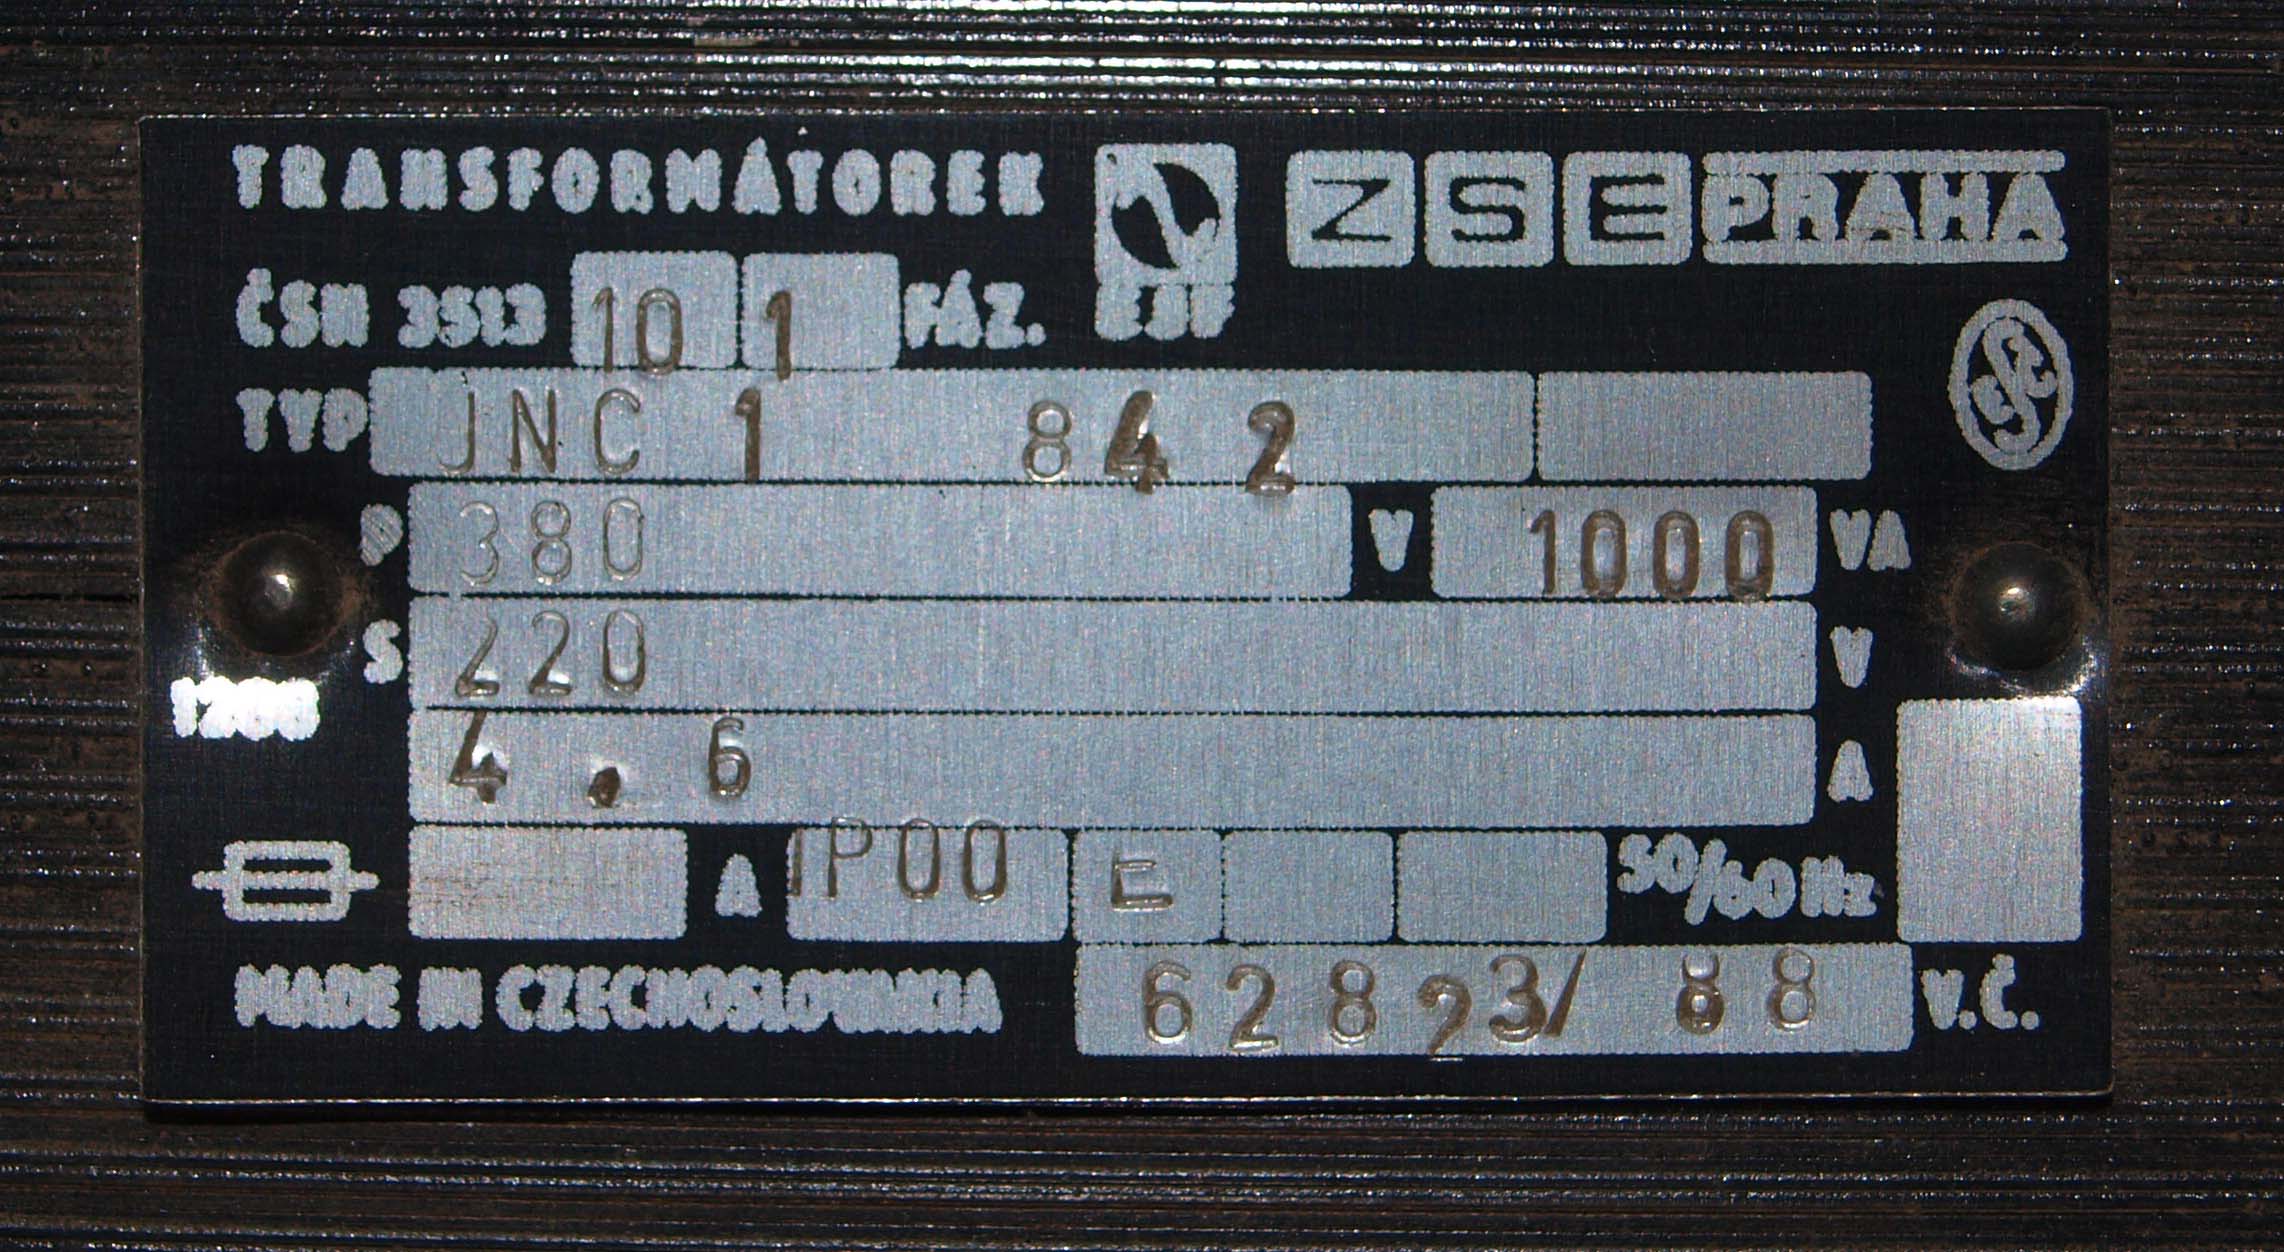 TRANSFORMÁTOREK
ZSE PRAHA
ČSN 3513 10 1 FÁZ.
TYP JNC 1 842
P 380 V 1000 VA
S 220 V
4.6 A
A IP00 E 50/60 Hz
MADE IN CZECHOSLOVAKIA 62893/88 V.Č.